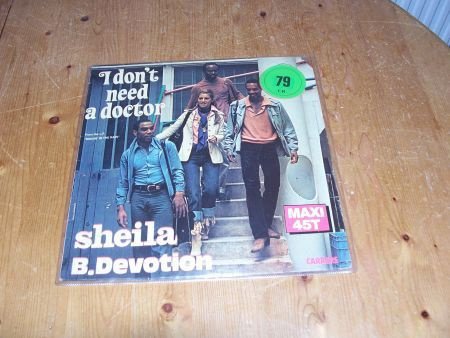 I don't
need
a doctor
79
MAXI
45T
sheila
B.Devotion
CARRERE